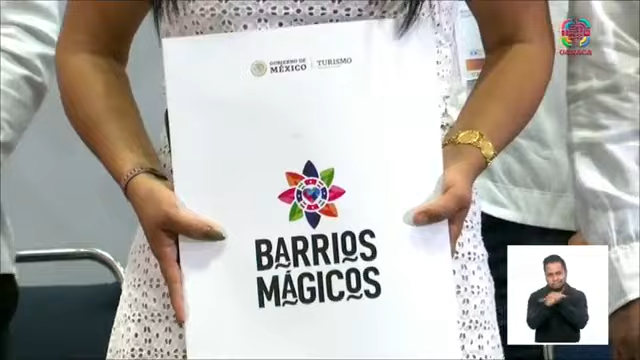 GOBIERNO DE MÉXICO | TURISMO
BARRIOS
MÁGICOS
OAXACA